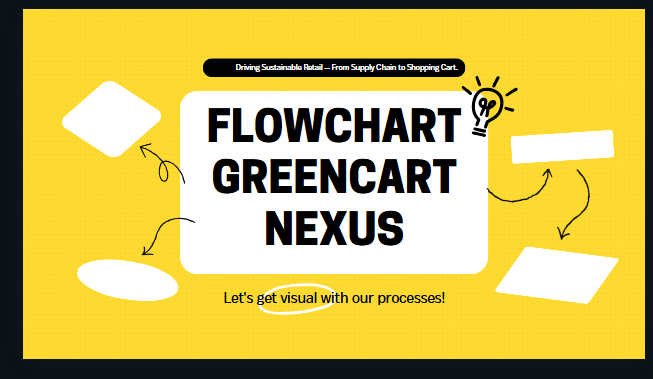 Driving Sustainable Retail – From Supply Chain to Shopping Cart.
FLOWCHART
GREENCART
NEXUS
Let's get visual with our processes!